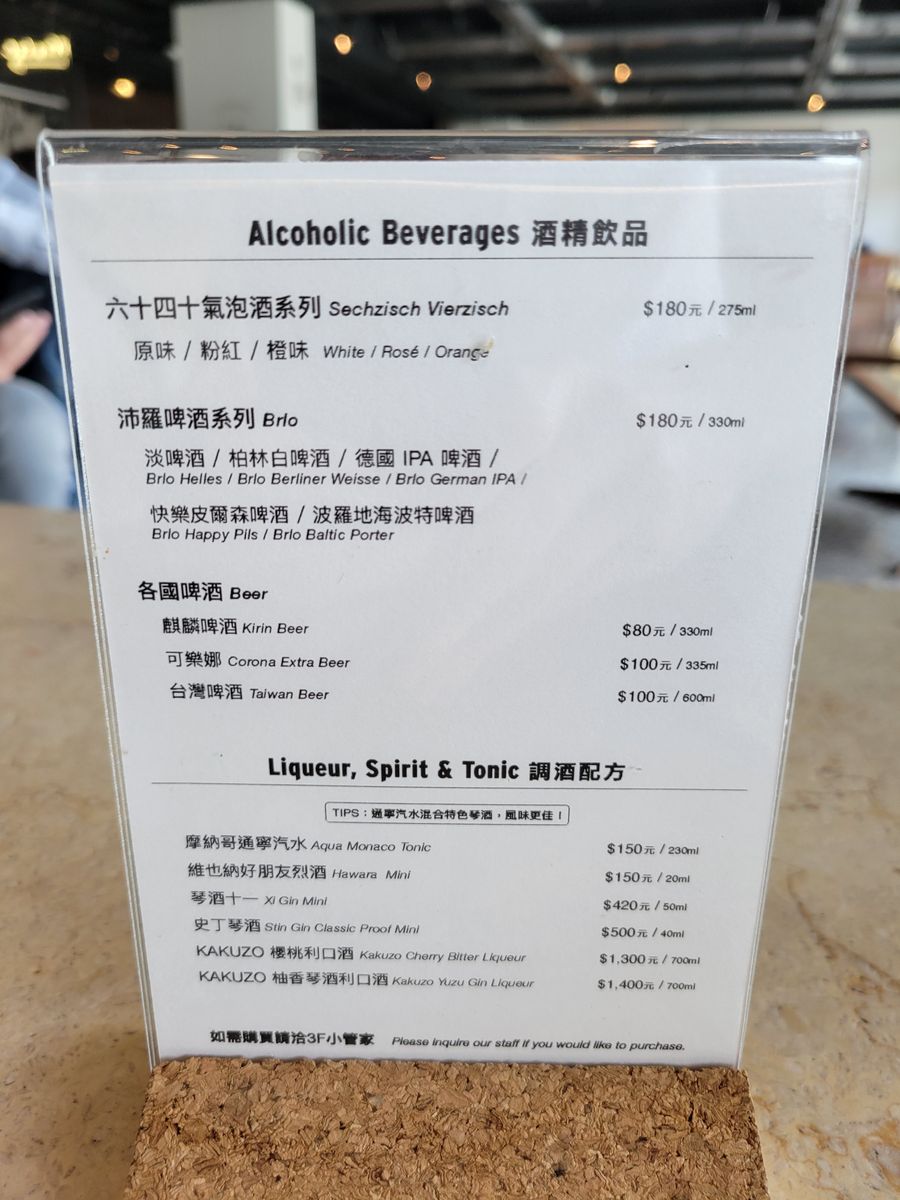 Alcoholic Beverages 酒精飲品
六十四十氣泡酒系列 Sechzisch Vierzisch $180元 / 275ml
原味 / 粉紅 / 橙味 White / Rosé / Orange
沛羅啤酒系列 Brlo $180元 / 330ml
淡啤酒 / 柏林白啤酒 / 德國 IPA 啤酒 /
Brlo Helles / Brlo Berliner Weisse / Brlo German IPA /
快樂皮爾森啤酒 / 波羅地海波特啤酒
Brlo Happy Pils / Brlo Baltic Porter
各國啤酒 Beer
麒麟啤酒 Kirin Beer $80元 / 330ml
可樂娜 Corona Extra Beer $100元 / 335ml
台灣啤酒 Taiwan Beer $100元 / 600ml
Liqueur, Spirit & Tonic 調酒配方
TIPS：通寧汽水混合特色琴酒，風味更佳！
摩納哥通寧汽水 Aqua Monaco Tonic $150元 / 230ml
維也納好朋友烈酒 Hawara Mini $150元 / 20ml
琴酒十一 Xi Gin Mini $420元 / 50ml
史丁琴酒 Stin Gin Classic Proof Mini $500元 / 40ml
KAKUZO 櫻桃利口酒 Kakuzo Cherry Bitter Liqueur $1,300元 / 700ml
KAKUZO 柚香琴酒利口酒 Kakuzo Yuzu Gin Liqueur $1,400元 / 700ml
如需購買請洽3F小管家 Please inquire our staff if you would like to purchase.